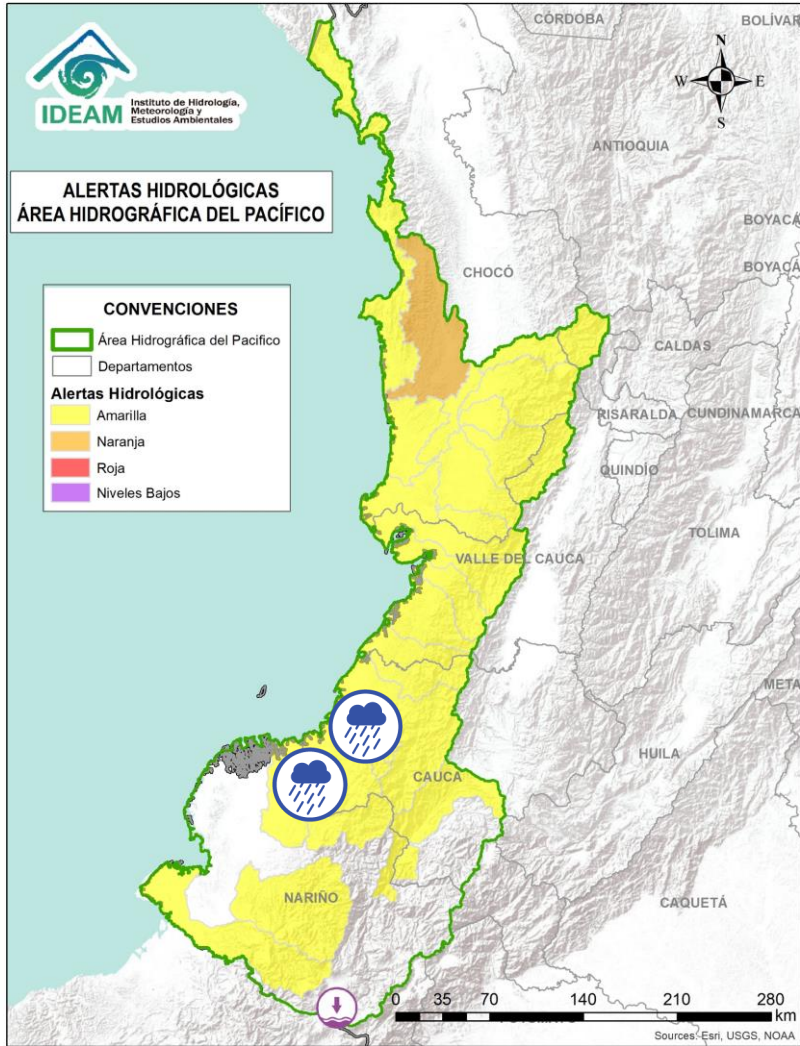 CÓRDOBA
BOLÍVAR
N
W
E
S
IDEAM
Instituto de Hidrología,
Meteorología y
Estudios Ambientales
ANTIOQUIA
ALERTAS HIDROLÓGICAS
ÁREA HIDROGRÁFICA DEL PACÍFICO
BOYACÁ
BOYACÁ
CHOCÓ
CONVENCIONES
Área Hidrográfica del Pacífico
Departamentos
Alertas Hidrológicas
Amarilla
Naranja
Roja
Niveles Bajos
CALDAS
RISARALDA
CUNDINAMARCA
QUINDÍO
TOLIMA
VALLE DEL CAUCA
META
HUILA
CAUCA
NARIÑO
CAQUETÁ
0 35 70 140 210 280
km
Sources: Esri, USGS, NOAA